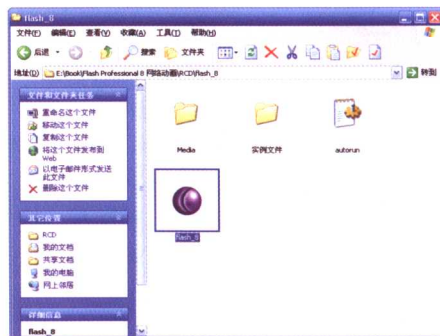 flash_8
文件(F) 编辑(E) 查看(V) 收藏(A) 工具(T) 帮助(H)
后退 搜索 文件夹
地址(D) E:\Book\Flash Professional 8 网络动画\RCD\flash_8 转到
文件和文件夹任务
重命名这个文件
移动这个文件
复制这个文件
将这个文件发布到
Web
以电子邮件形式发送
此文件
删除这个文件
Media 实例文件 autorun
flash_8
其它位置
RCD
我的文档
共享文档
我的电脑
网上邻居
详细信息
flash_8